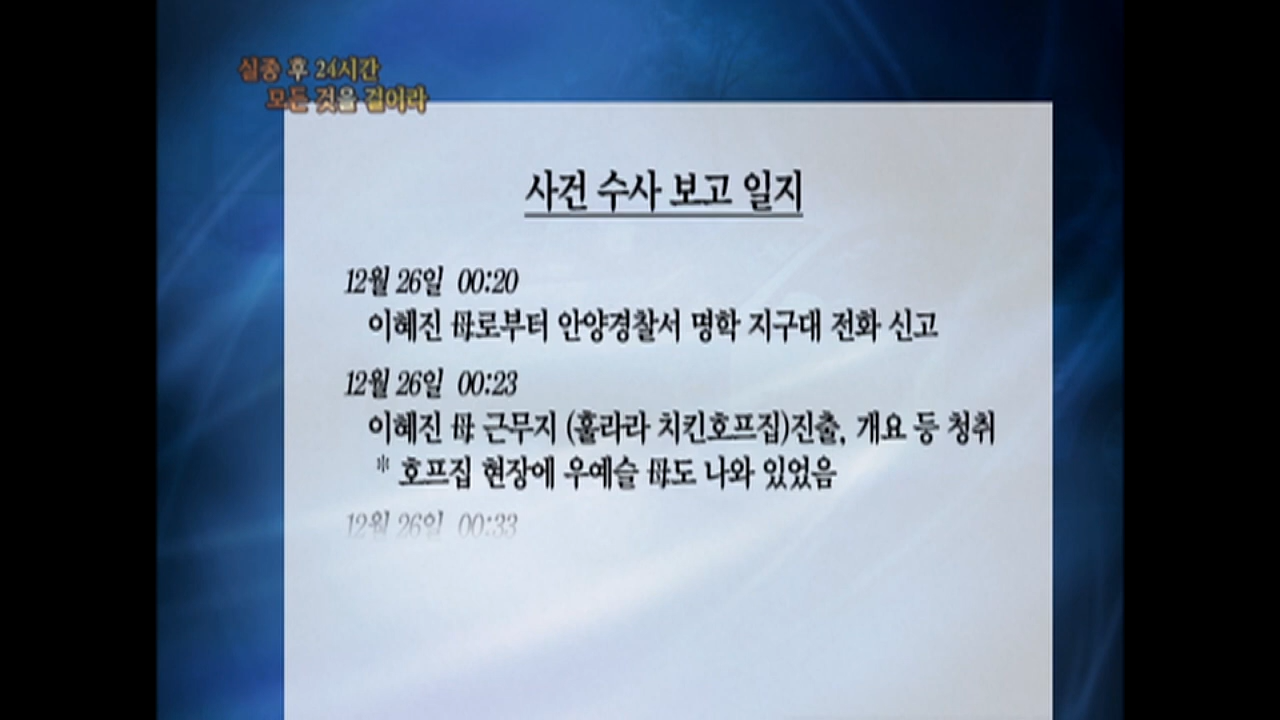 실종 후 24시간
모든 것을 걸어라
사건 수사 보고 일지
12월 26일 00:20
이혜진 母로부터 안양경찰서 명학 지구대 전화 신고
12월 26일 00:23
이혜진 母 근무지 (훌라라 치킨호프집)진출, 개요 등 청취
* 호프집 현장에 우예슬 母도 나와 있었음
12월 26일 00:33